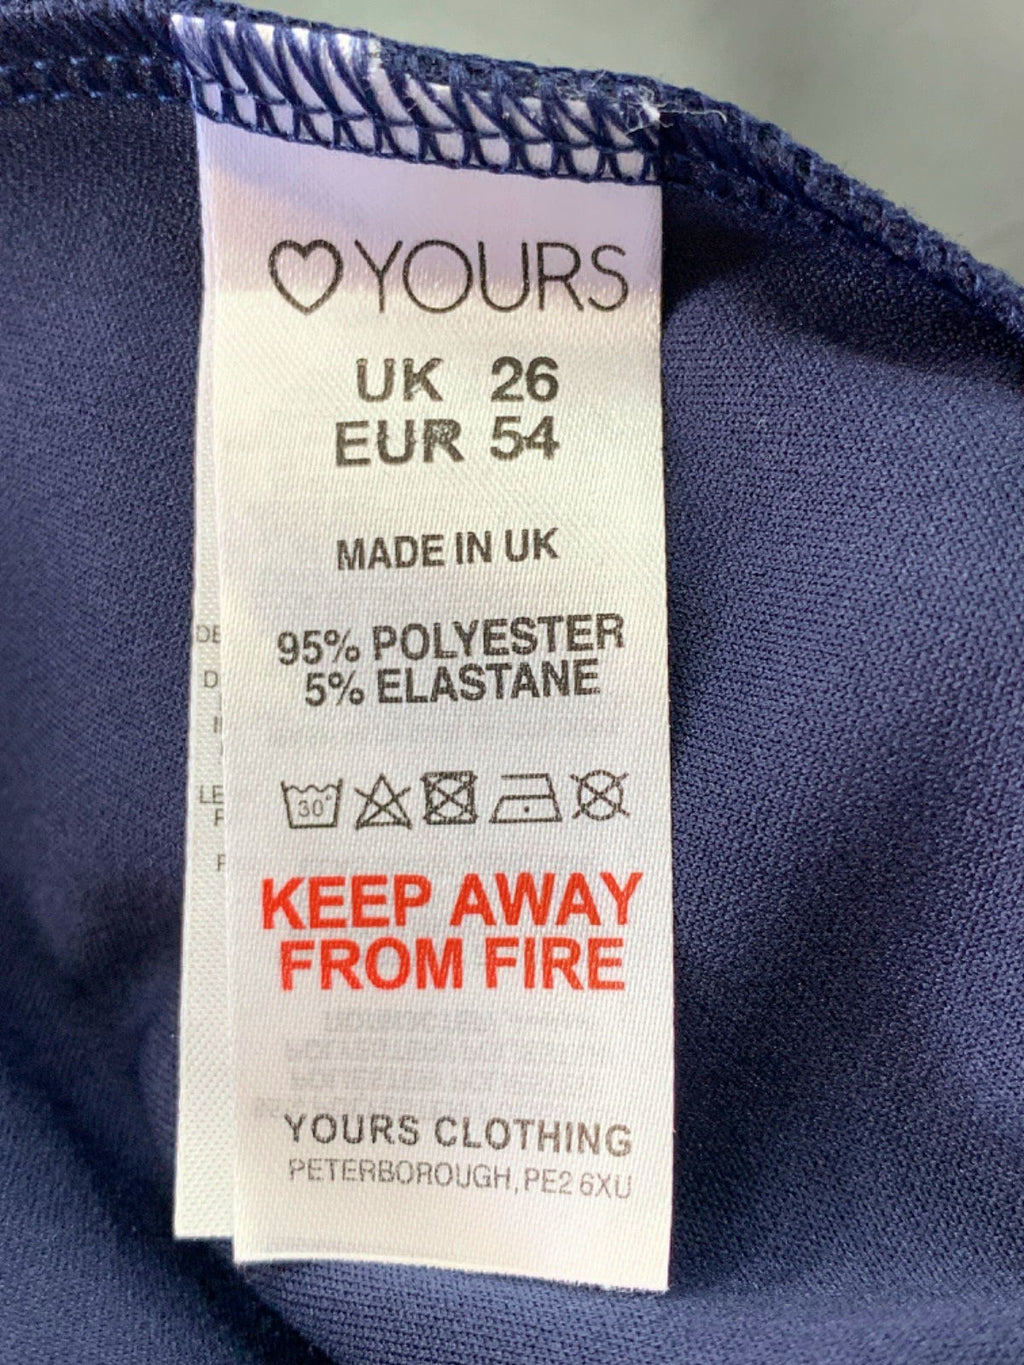 YOURS
UK 26
EUR 54
MADE IN UK
95% POLYESTER
5% ELASTANE
30°
KEEP AWAY
FROM FIRE
YOURS CLOTHING
PETERBOROUGH, PE2 6XU